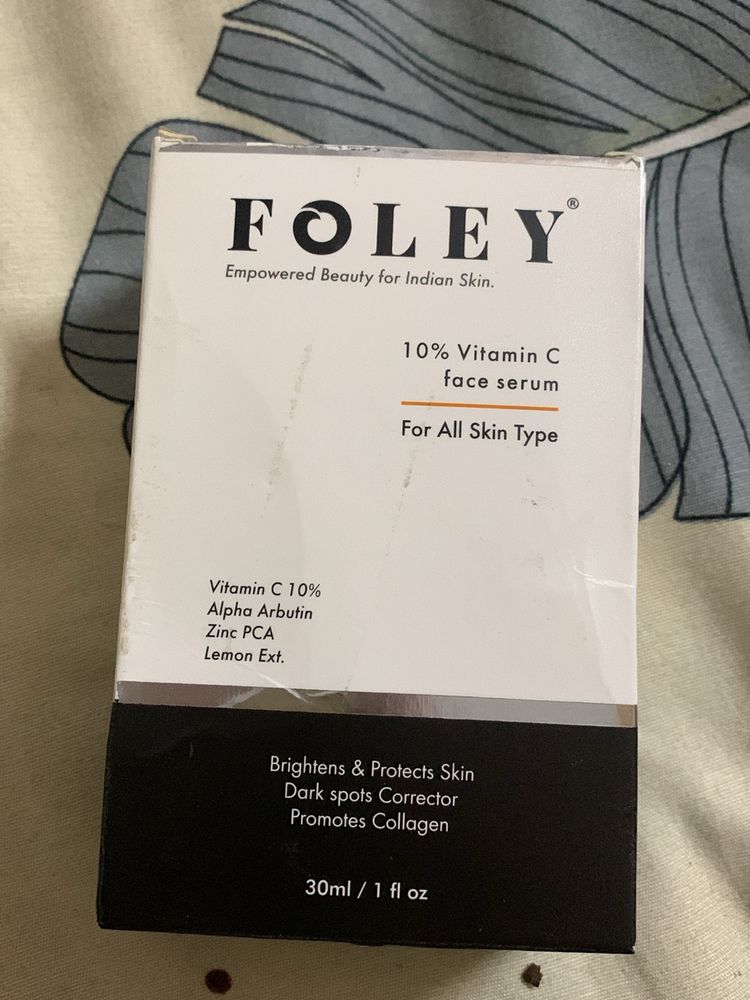 FOLEY®
Empowered Beauty for Indian Skin.
10% Vitamin C
face serum
For All Skin Type
Vitamin C 10%
Alpha Arbutin
Zinc PCA
Lemon Ext.
Brightens & Protects Skin
Dark spots Corrector
Promotes Collagen
30ml / 1 fl oz